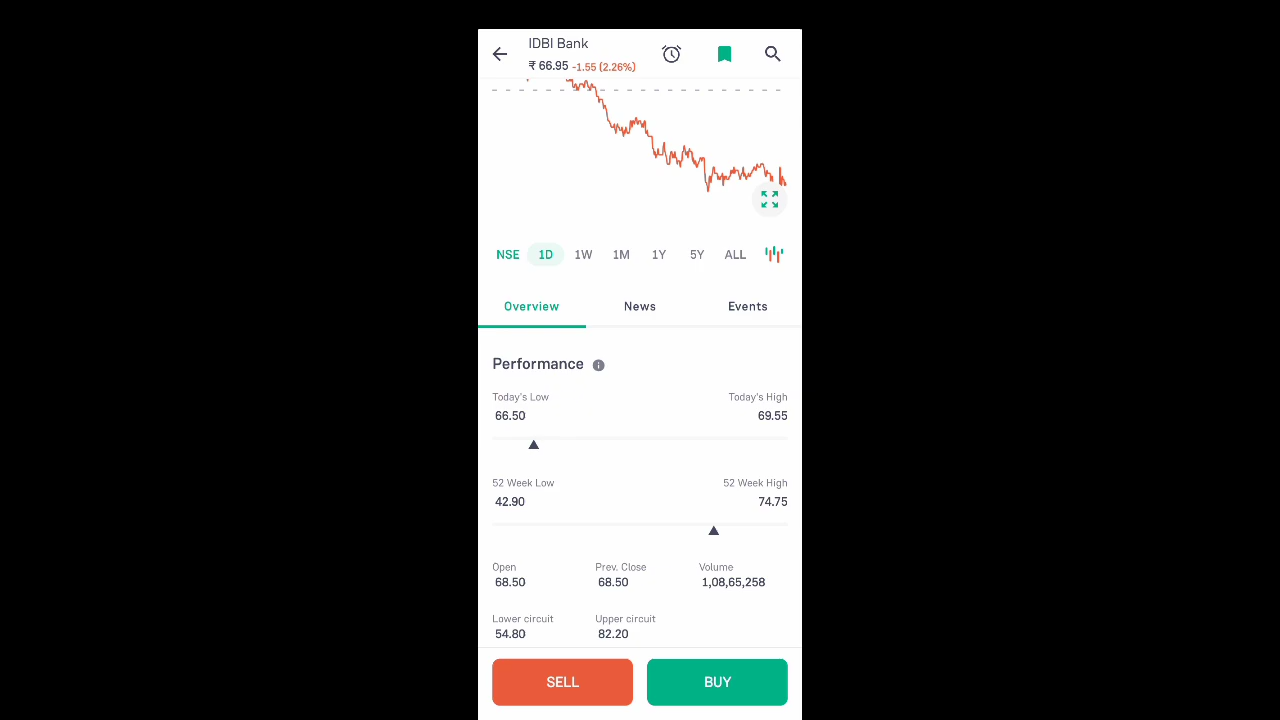 IDBI Bank
₹ 66.95 -1.55 (2.26%)
NSE 1D 1W 1M 1Y 5Y ALL
Overview News Events
Performance
Today's Low Today's High
66.50 69.55
52 Week Low 52 Week High
42.90 74.75
Open Prev. Close Volume
68.50 68.50 1,08,65,258
Lower circuit Upper circuit
54.80 82.20
SELL BUY